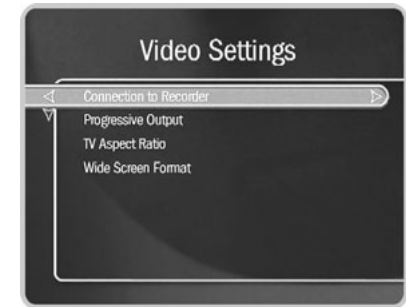 Video Settings
Connection to Recorder
Progressive Output
TV Aspect Ratio
Wide Screen Format